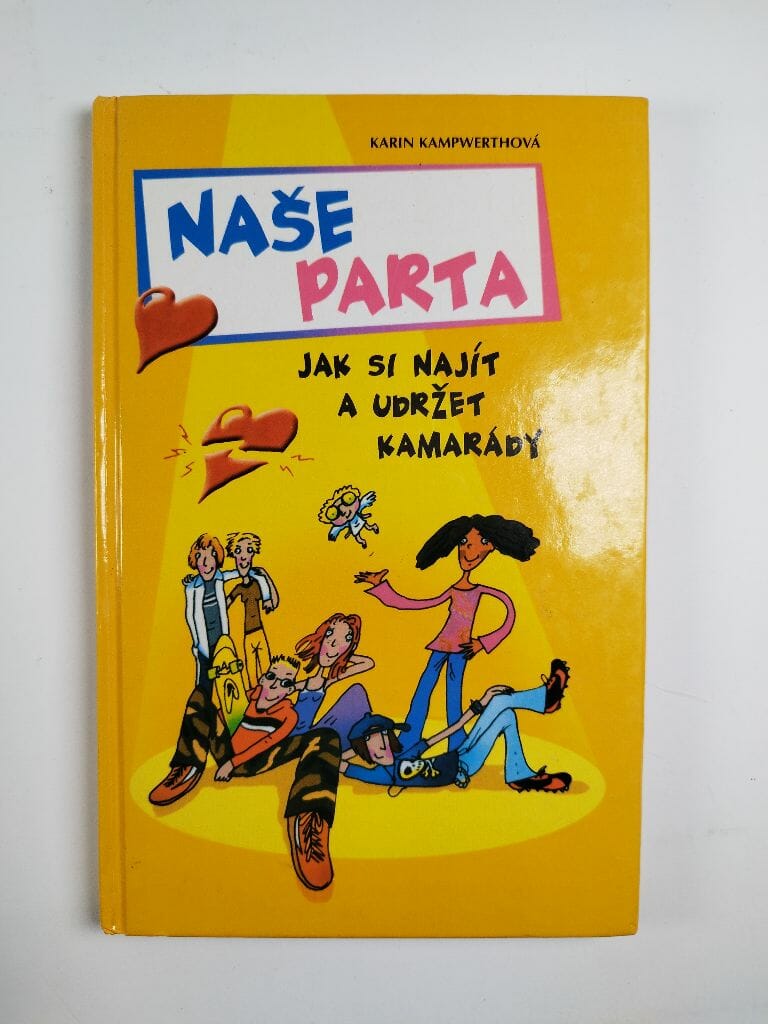 KARIN KAMPWERTHOVÁ
NAŠE
PARTA
JAK SI NAJÍT
A UDRŽET
KAMARÁDY